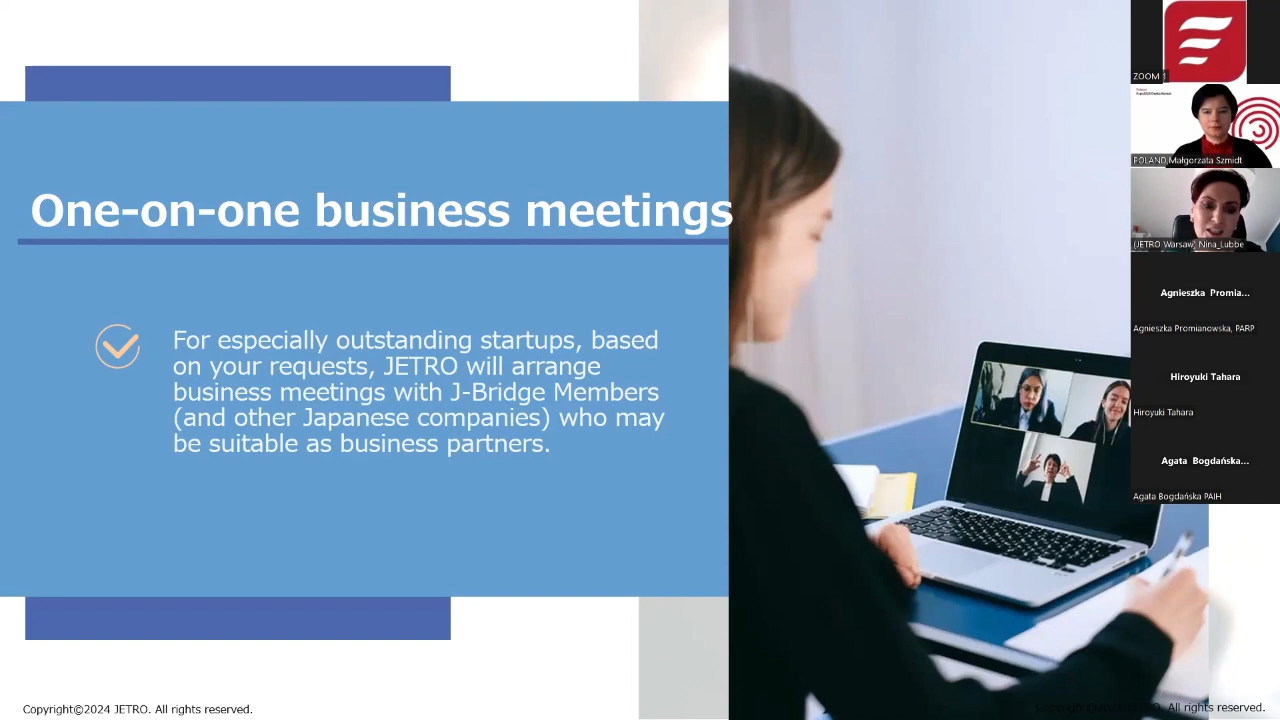 One-on-one business meetings
For especially outstanding startups, based
on your requests, JETRO will arrange
business meetings with J-Bridge Members
(and other Japanese companies) who may
be suitable as business partners.
Copyright©2024 JETRO. All rights reserved.
All rights reserved.
ZOOM 1
POLAND Małgorzata Szmidt
(JETRO Warsaw) Nina_Lubbe
Agnieszka Promia...
Agnieszka Promianowska, PARP
Hiroyuki Tahara
Hiroyuki Tahara
Agata Bogdańska...
Agata Bogdańska PAIH